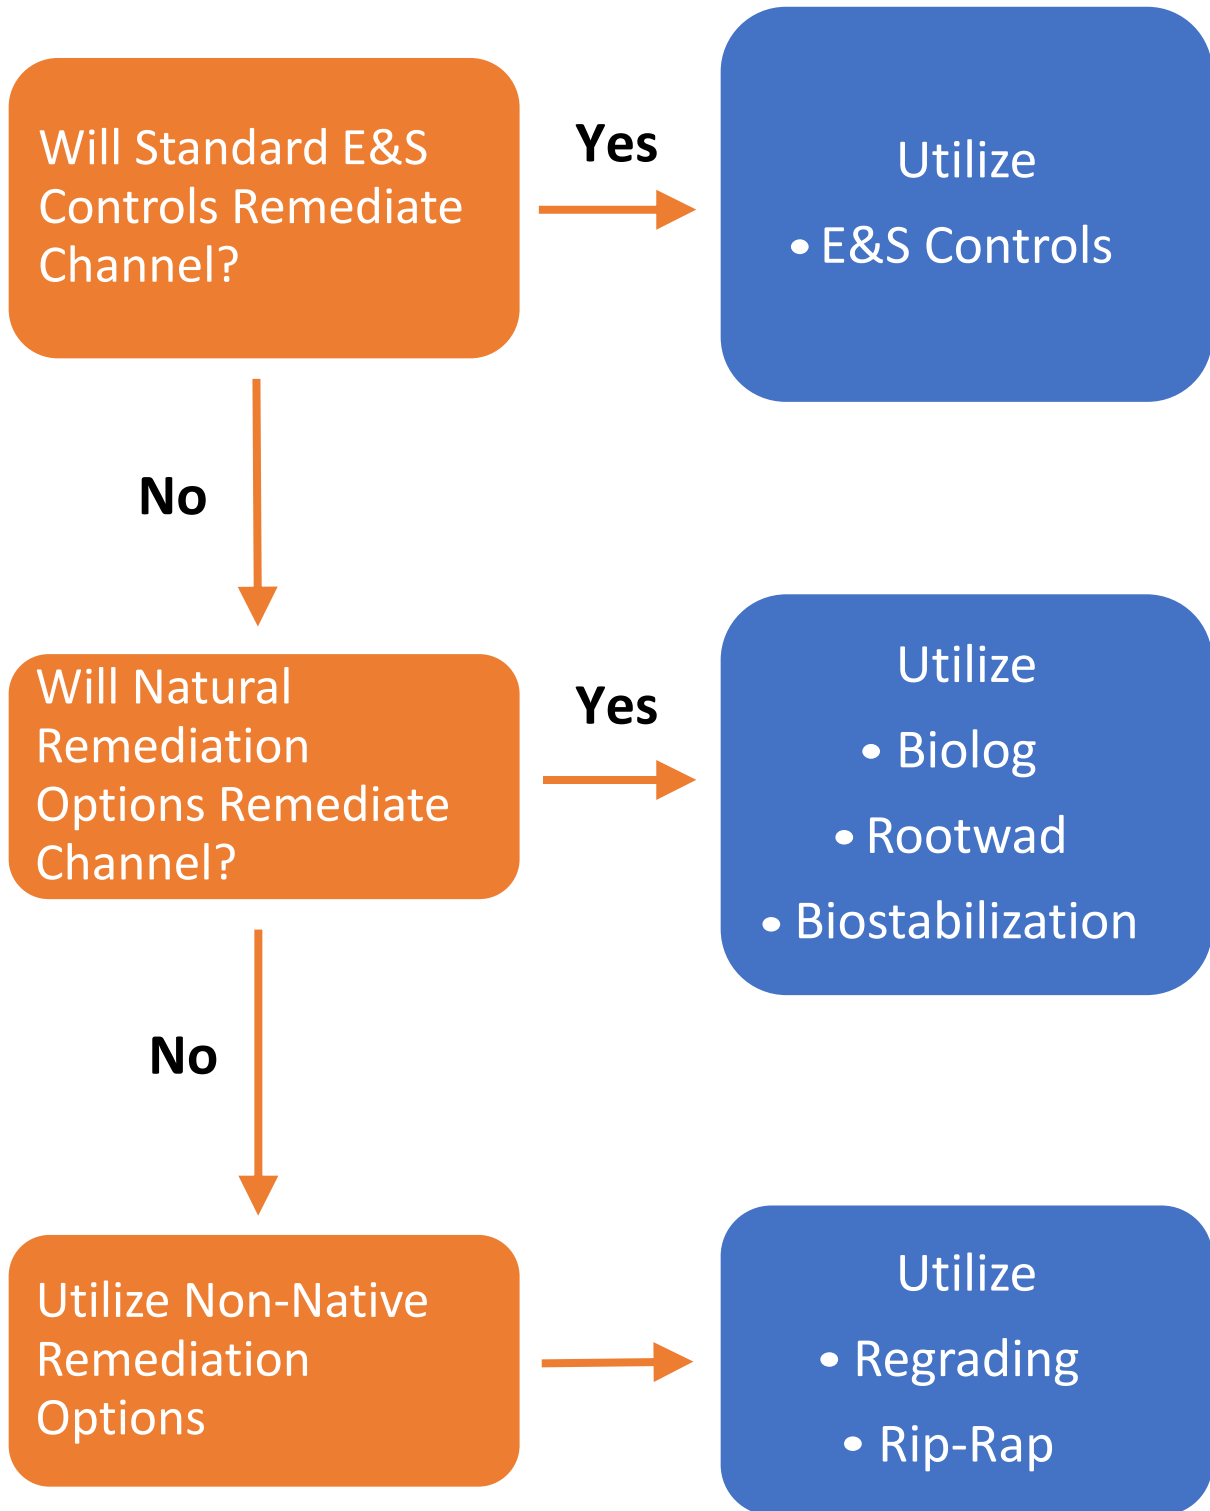 Will Standard E&S
Controls Remediate
Channel?
Yes
Utilize
• E&S Controls
No
Will Natural
Remediation
Options Remediate
Channel?
Yes
Utilize
• Biolog
• Rootwad
• Biostabilization
No
Utilize Non-Native
Remediation
Options
Utilize
• Regrading
• Rip-Rap